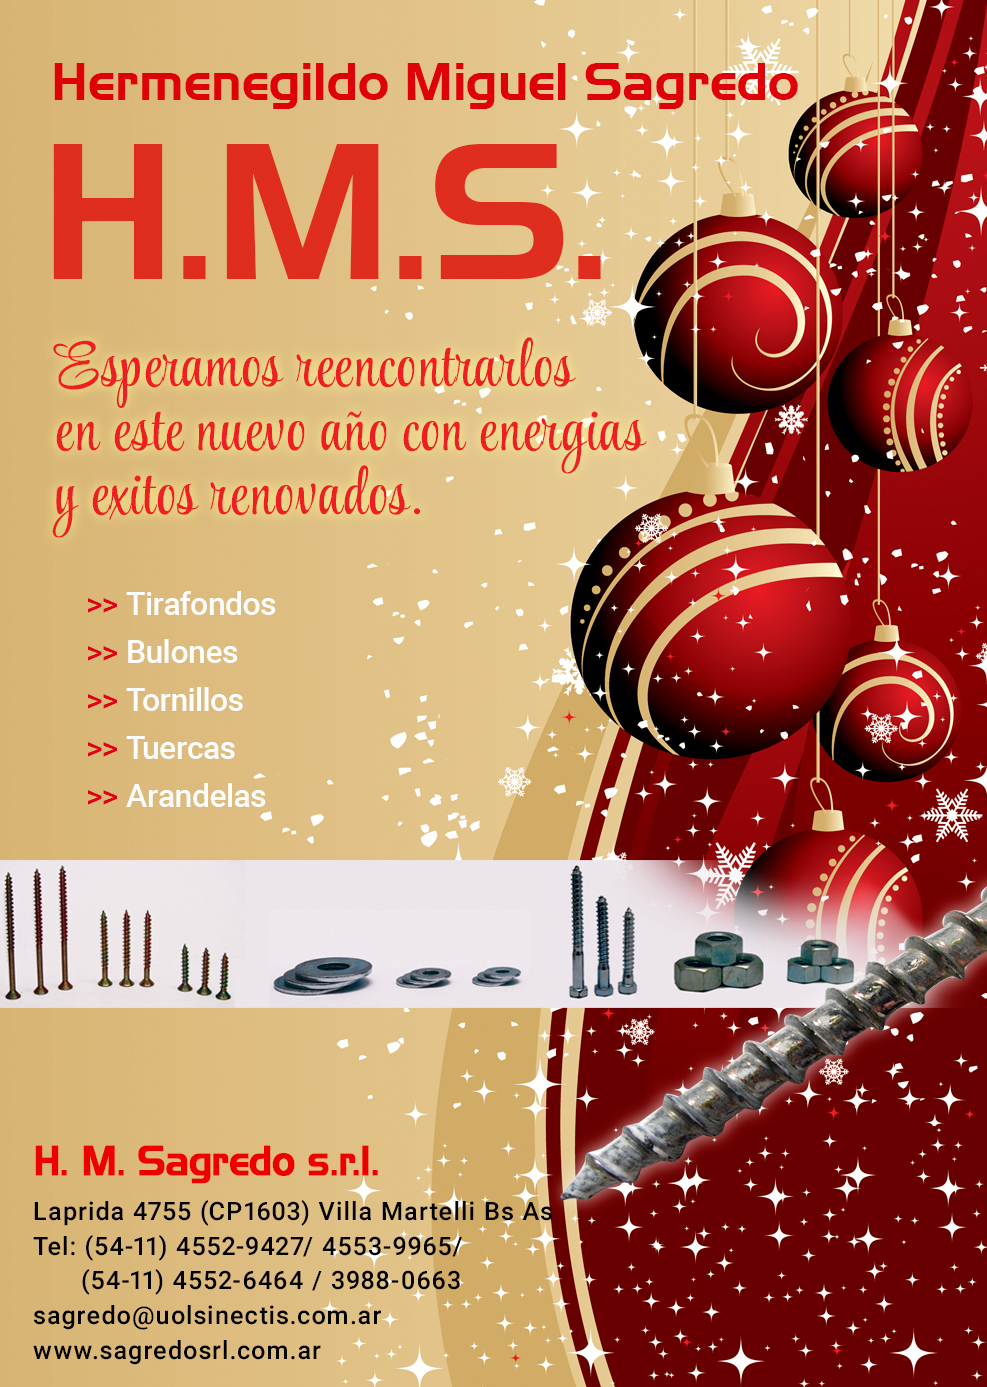 Hermenegildo Miguel Sagredo
H.M.S.
Esperamos reencontrarlos
en este nuevo año con energias
y exitos renovados.
>> Tirafondos
>> Bulones
>> Tornillos
>> Tuercas
>> Arandelas
H. M. Sagredo s.r.l.
Laprida 4755 (CP1603) Villa Martelli Bs As
Tel: (54-11) 4552-9427/ 4553-9965/
(54-11) 4552-6464 / 3988-0663
sagredo@uolsinectis.com.ar
www.sagredosrl.com.ar